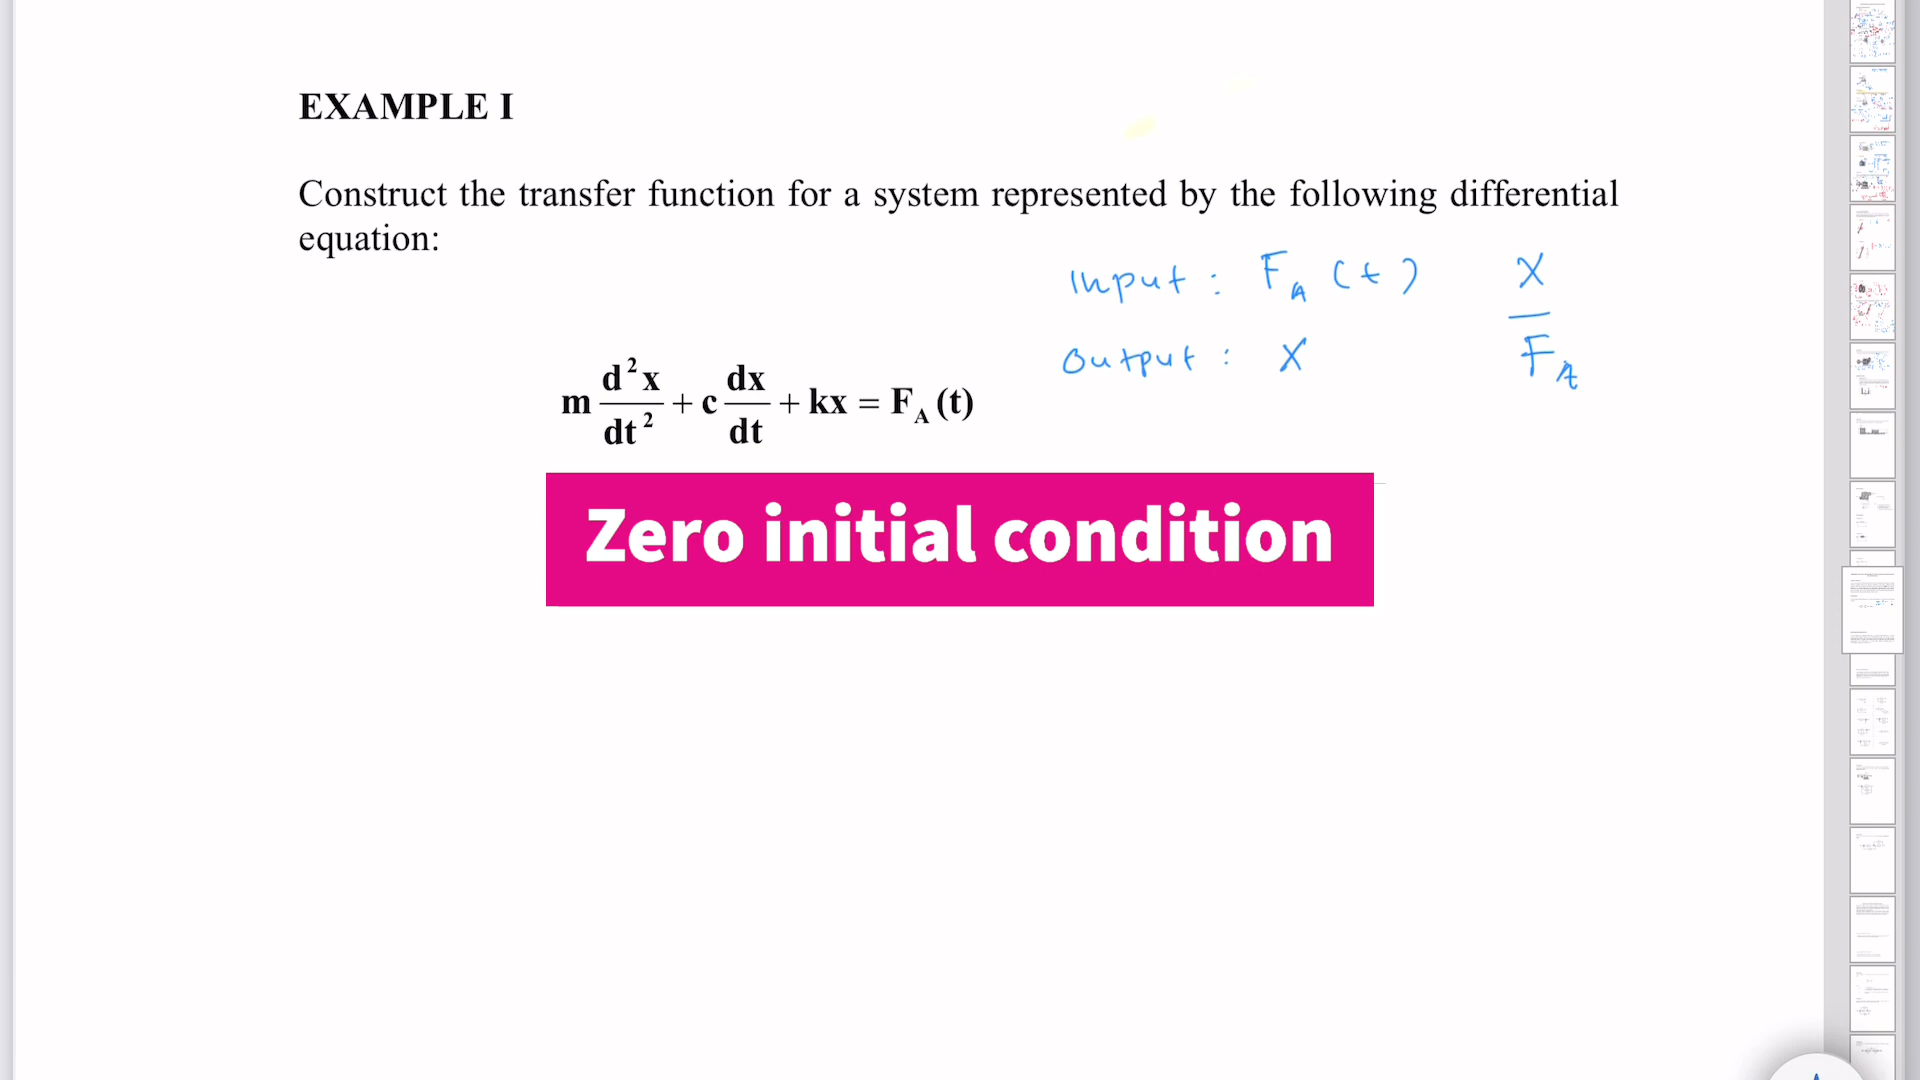 EXAMPLE I
Construct the transfer function for a system represented by the following differential
equation:
Input : F_A (t)
Output : X
X / F_A
m d²x/dt² + c dx/dt + kx = F_A (t)
Zero initial condition